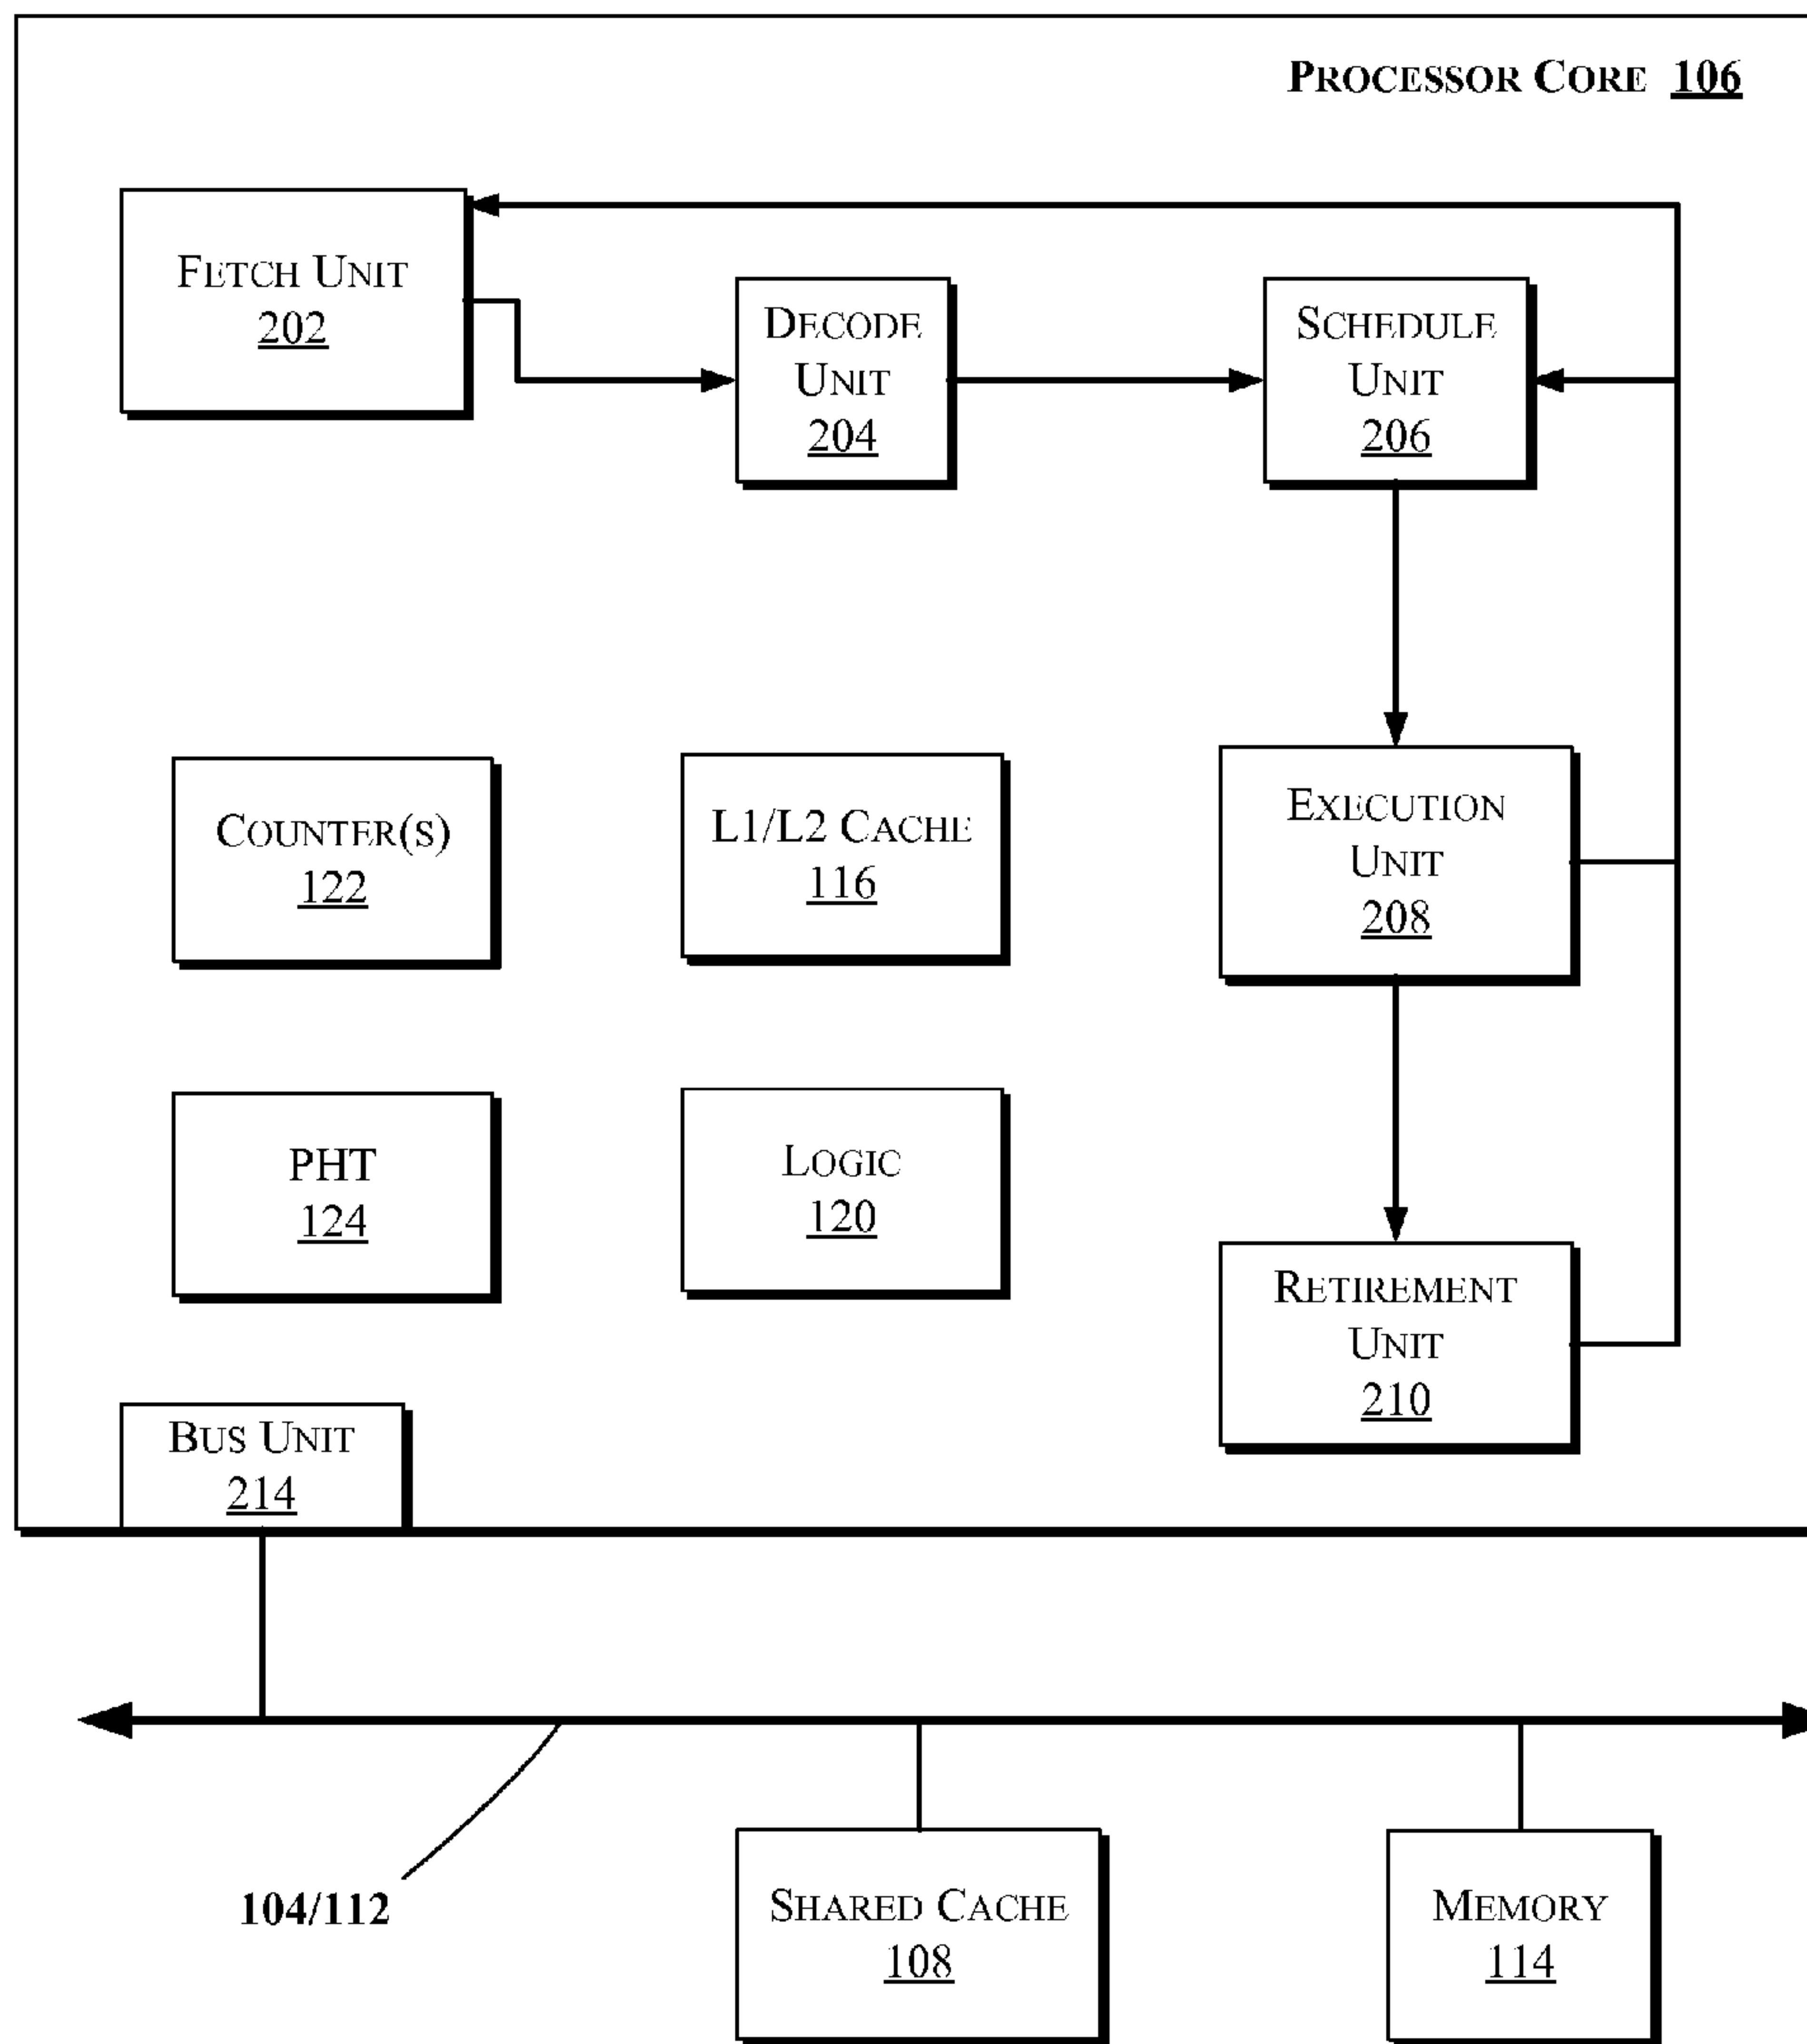 PROCESSOR CORE 106
FETCH UNIT
202
DECODE
UNIT
204
SCHEDULE
UNIT
206
COUNTER(S)
122
L1/L2 CACHE
116
EXECUTION
UNIT
208
PHT
124
LOGIC
120
RETIREMENT
UNIT
210
BUS UNIT
214
104/112
SHARED CACHE
108
MEMORY
114